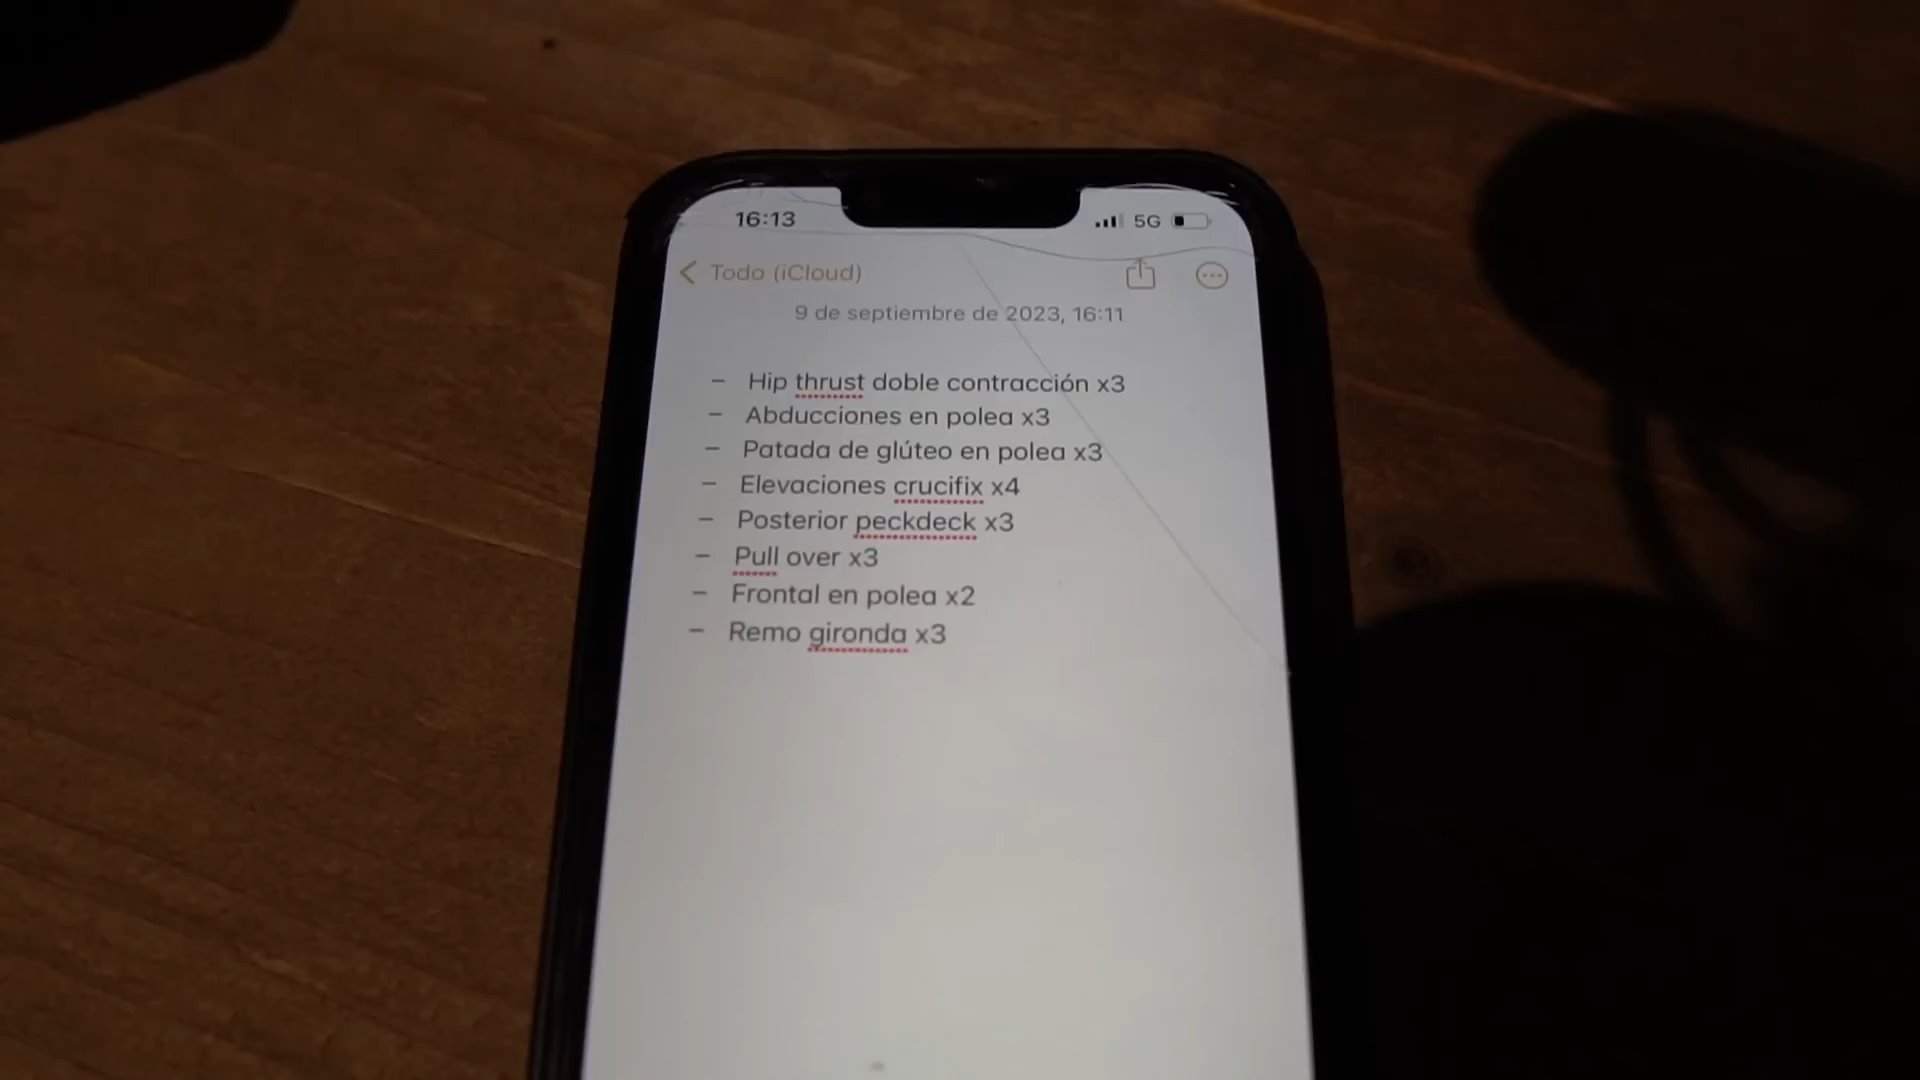 16:13 5G
Todo (iCloud)
9 de septiembre de 2023, 16:11
– Hip thrust doble contracción x3
– Abducciones en polea x3
– Patada de glúteo en polea x3
– Elevaciones crucifix x4
– Posterior peckdeck x3
– Pull over x3
– Frontal en polea x2
– Remo gironda x3